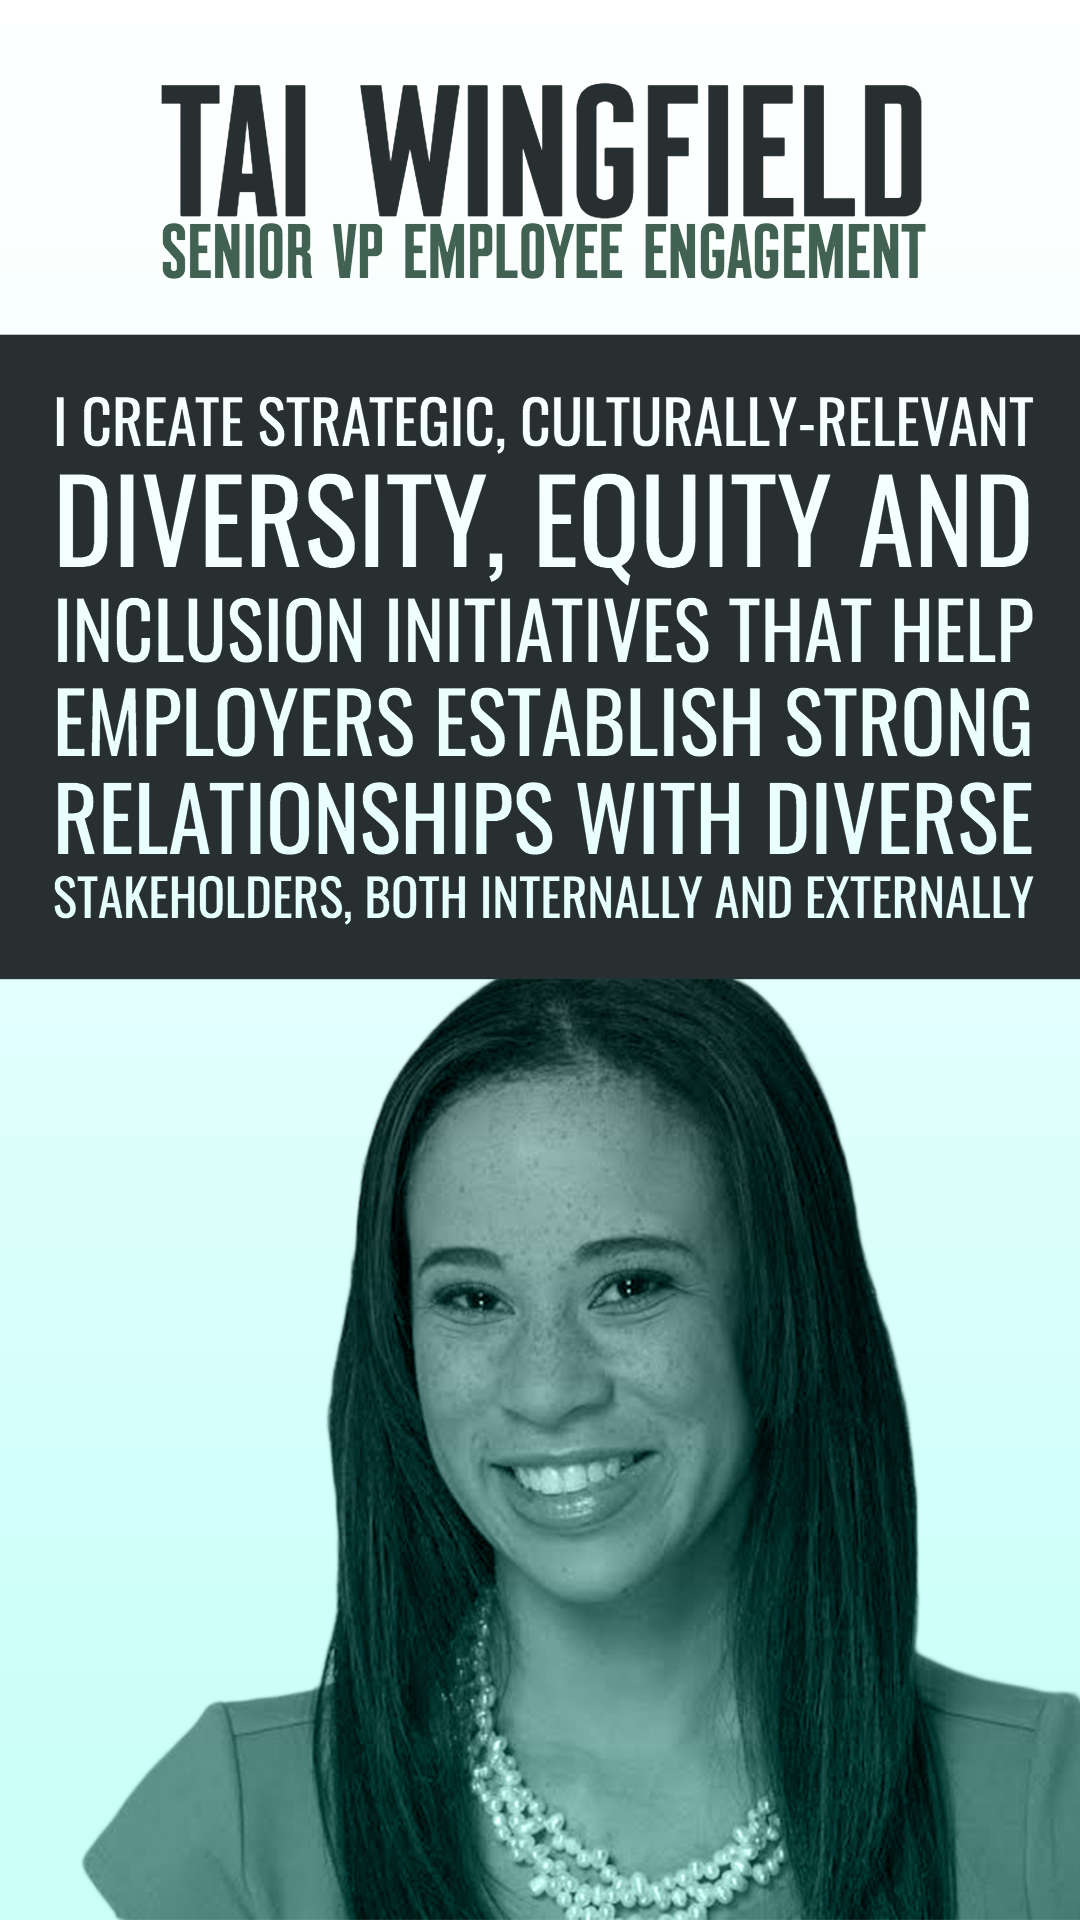 TAI WINGFIELD
SENIOR VP EMPLOYEE ENGAGEMENT
I CREATE STRATEGIC, CULTURALLY-RELEVANT
DIVERSITY, EQUITY AND
INCLUSION INITIATIVES THAT HELP
EMPLOYERS ESTABLISH STRONG
RELATIONSHIPS WITH DIVERSE
STAKEHOLDERS, BOTH INTERNALLY AND EXTERNALLY